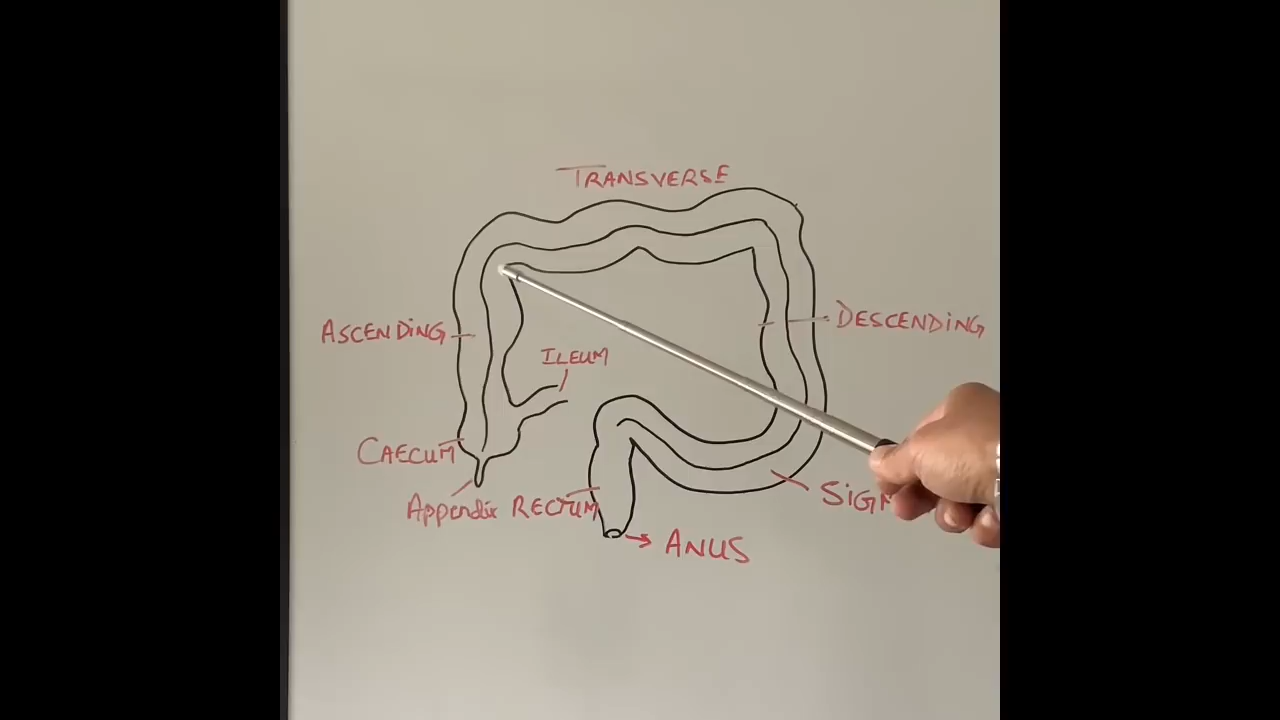 TRANSVERSE
ASCENDING
DESCENDING
ILEUM
CAECUM
Appendix
RECTUM
ANUS